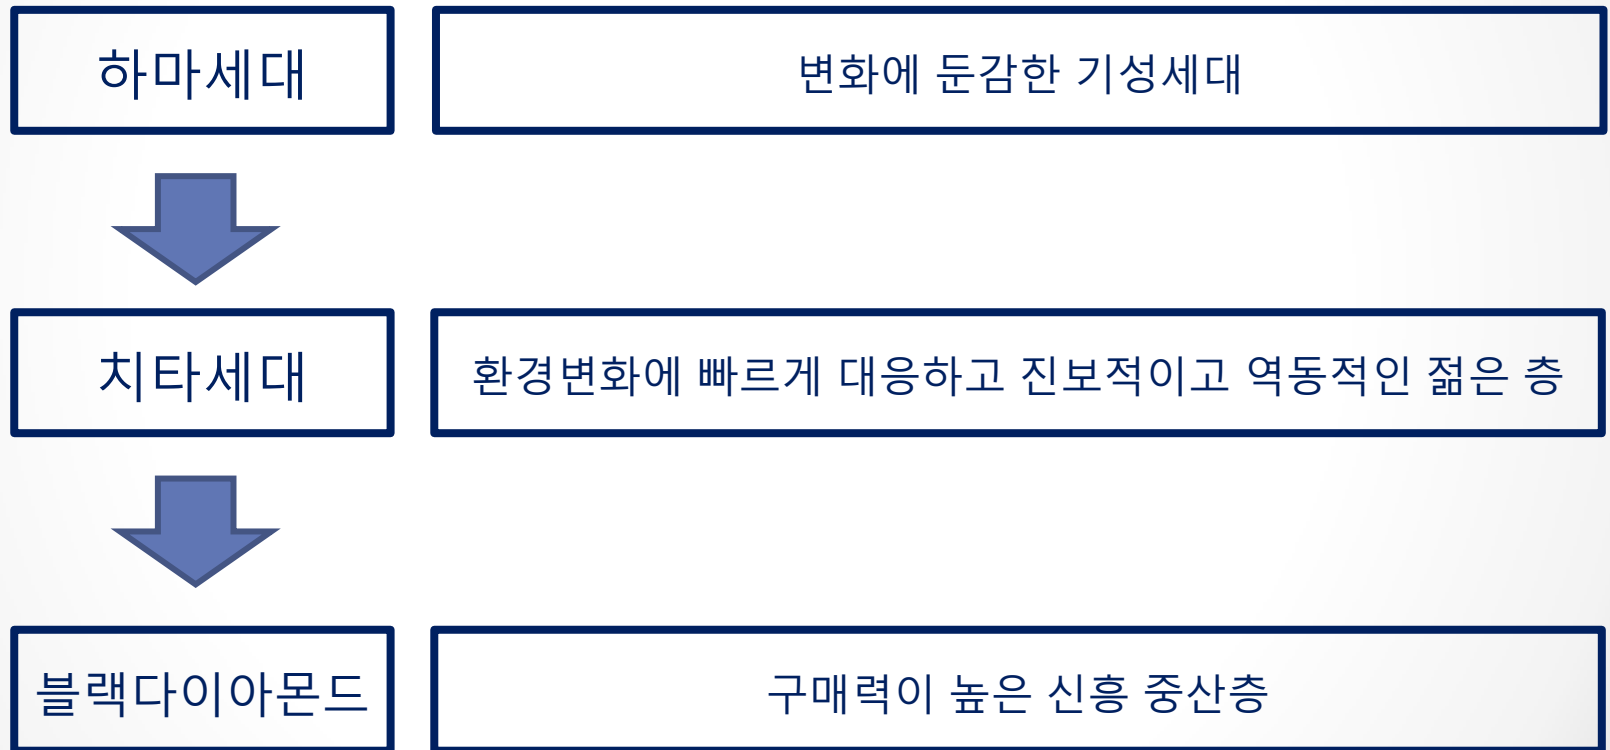 하마세대
변화에 둔감한 기성세대
치타세대
환경변화에 빠르게 대응하고 진보적이고 역동적인 젊은 층
블랙다이아몬드
구매력이 높은 신흥 중산층